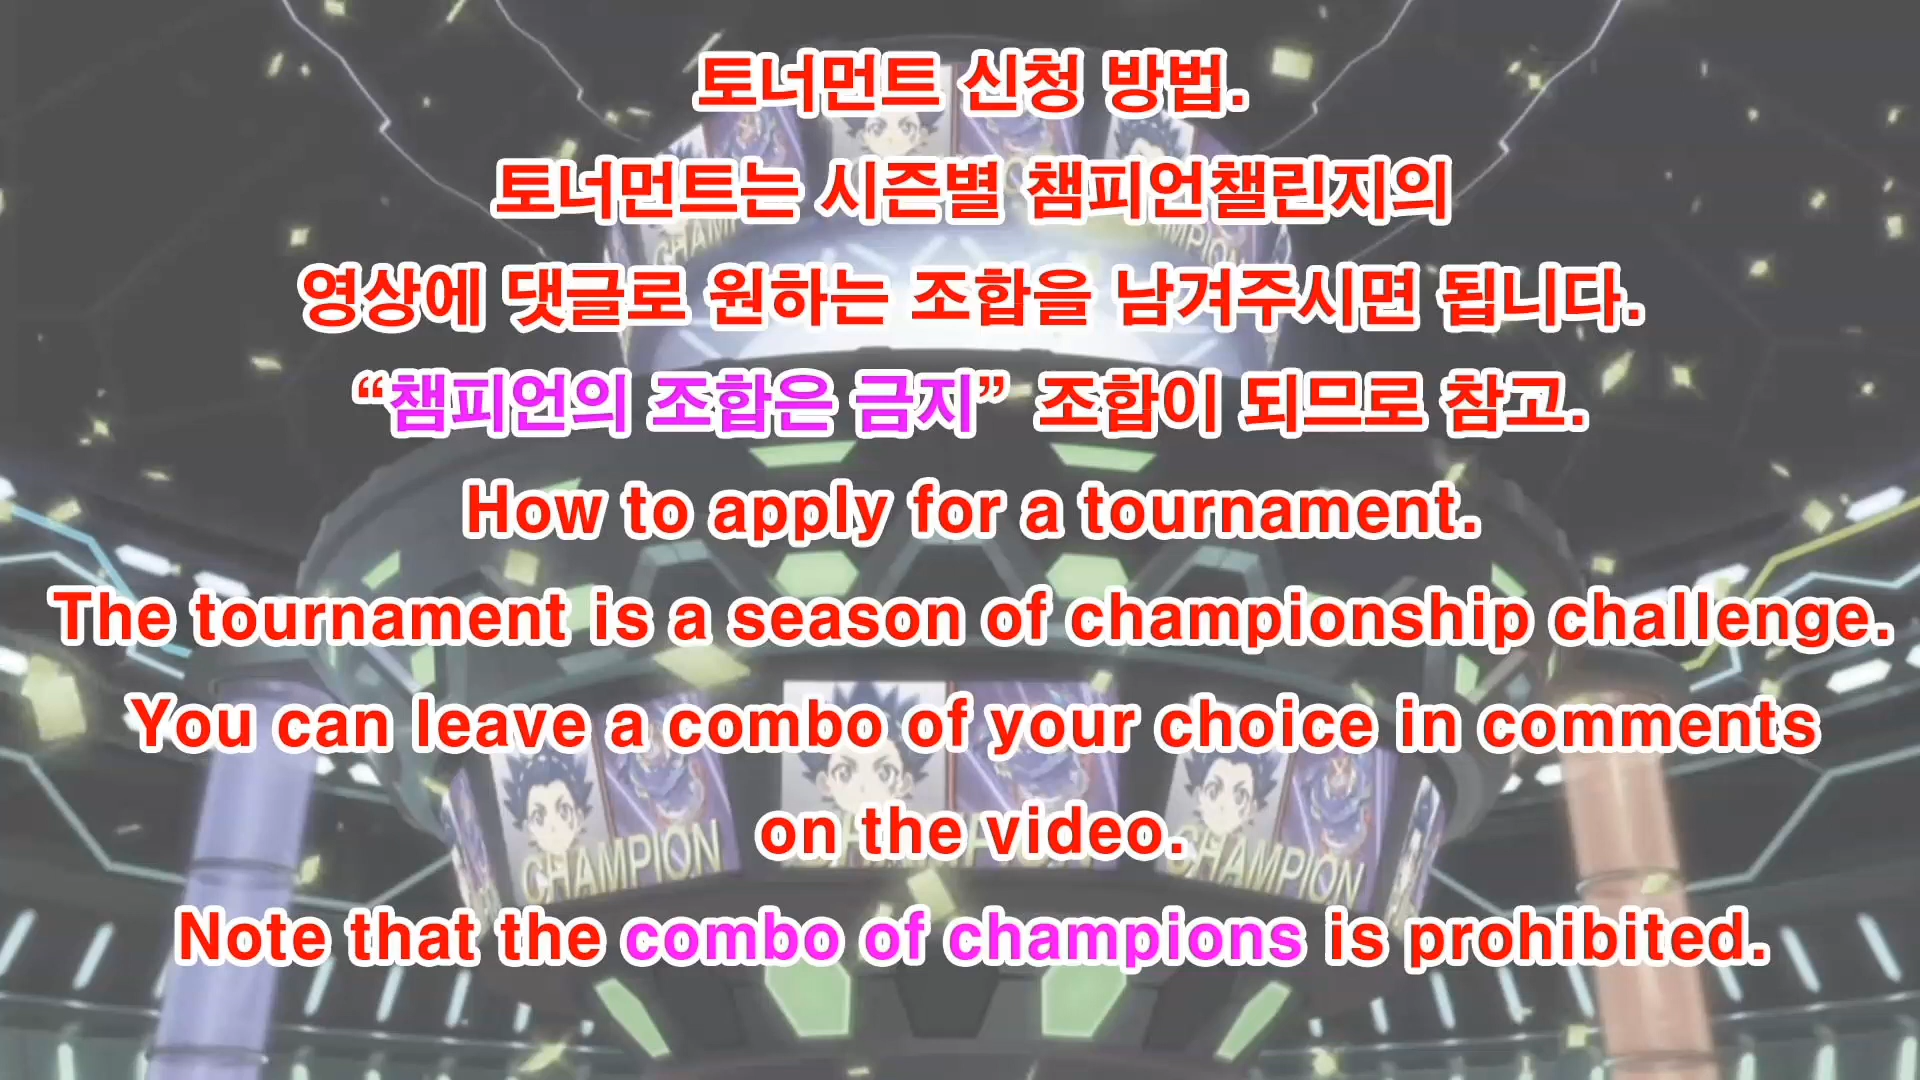 토너먼트 신청 방법.
토너먼트는 시즌별 챔피언챌린지의
영상에 댓글로 원하는 조합을 남겨주시면 됩니다.
“챔피언의 조합은 금지” 조합이 되므로 참고.
How to apply for a tournament.
The tournament is a season of championship challenge.
You can leave a combo of your choice in comments
on the video.
Note that the combo of champions is prohibited.
CHAMPION
CHAMPION